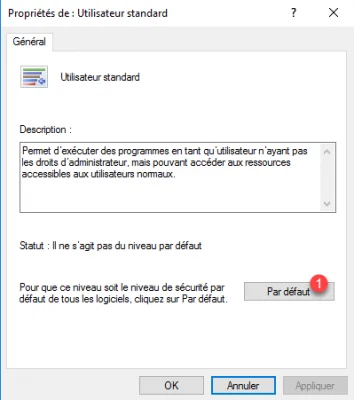 Propriétés de : Utilisateur standard
Général
Utilisateur standard
Description :
Permet d'exécuter des programmes en tant qu'utilisateur n'ayant pas
les droits d'administrateur, mais pouvant accéder aux ressources
accessibles aux utilisateurs normaux.
Statut : Il ne s'agit pas du niveau par défaut
Pour que ce niveau soit le niveau de sécurité par
défaut de tous les logiciels, cliquez sur Par défaut.
Par défaut
1
OK
Annuler
Appliquer